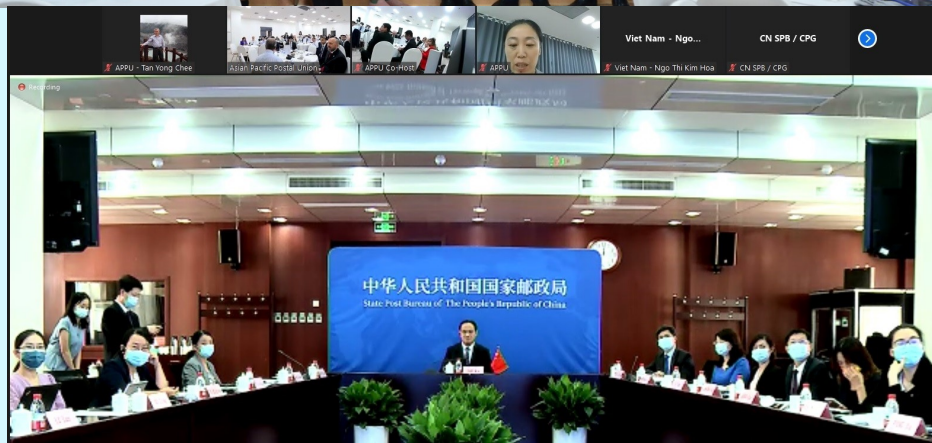 Viet Nam - Ngo...
CN SPB / CPG
APPU - Tan Yong Chee
Asian Pacific Postal Union
APPU Co-Host
APPU
Viet Nam - Ngo Thi Kim Hoa
CN SPB / CPG
Recording
中华人民共和国国家邮政局
State Post Bureau of The People's Republic of China